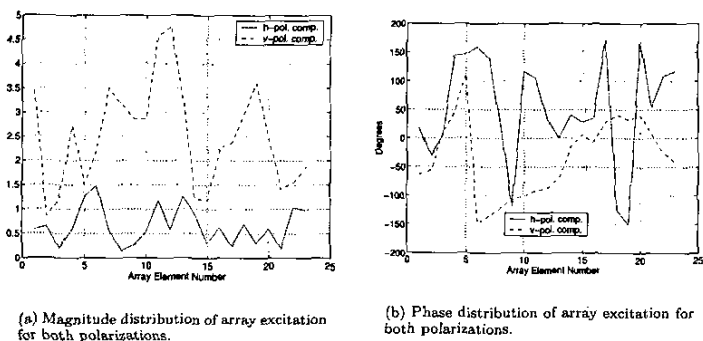 5
4.5
4
3.5
3
2.5
2
1.5
1
0.5
0
0 5 10 15 20 25
Array Element Number
h-pol. comp.
v-pol. comp.
(a) Magnitude distribution of array excitation
for both polarizations.
200
150
100
50
0
-50
-100
-150
-200
Degrees
0 5 10 15 20 25
Array Element Number
h-pol. comp.
v-pol. comp.
(b) Phase distribution of array excitation for
both polarizations.